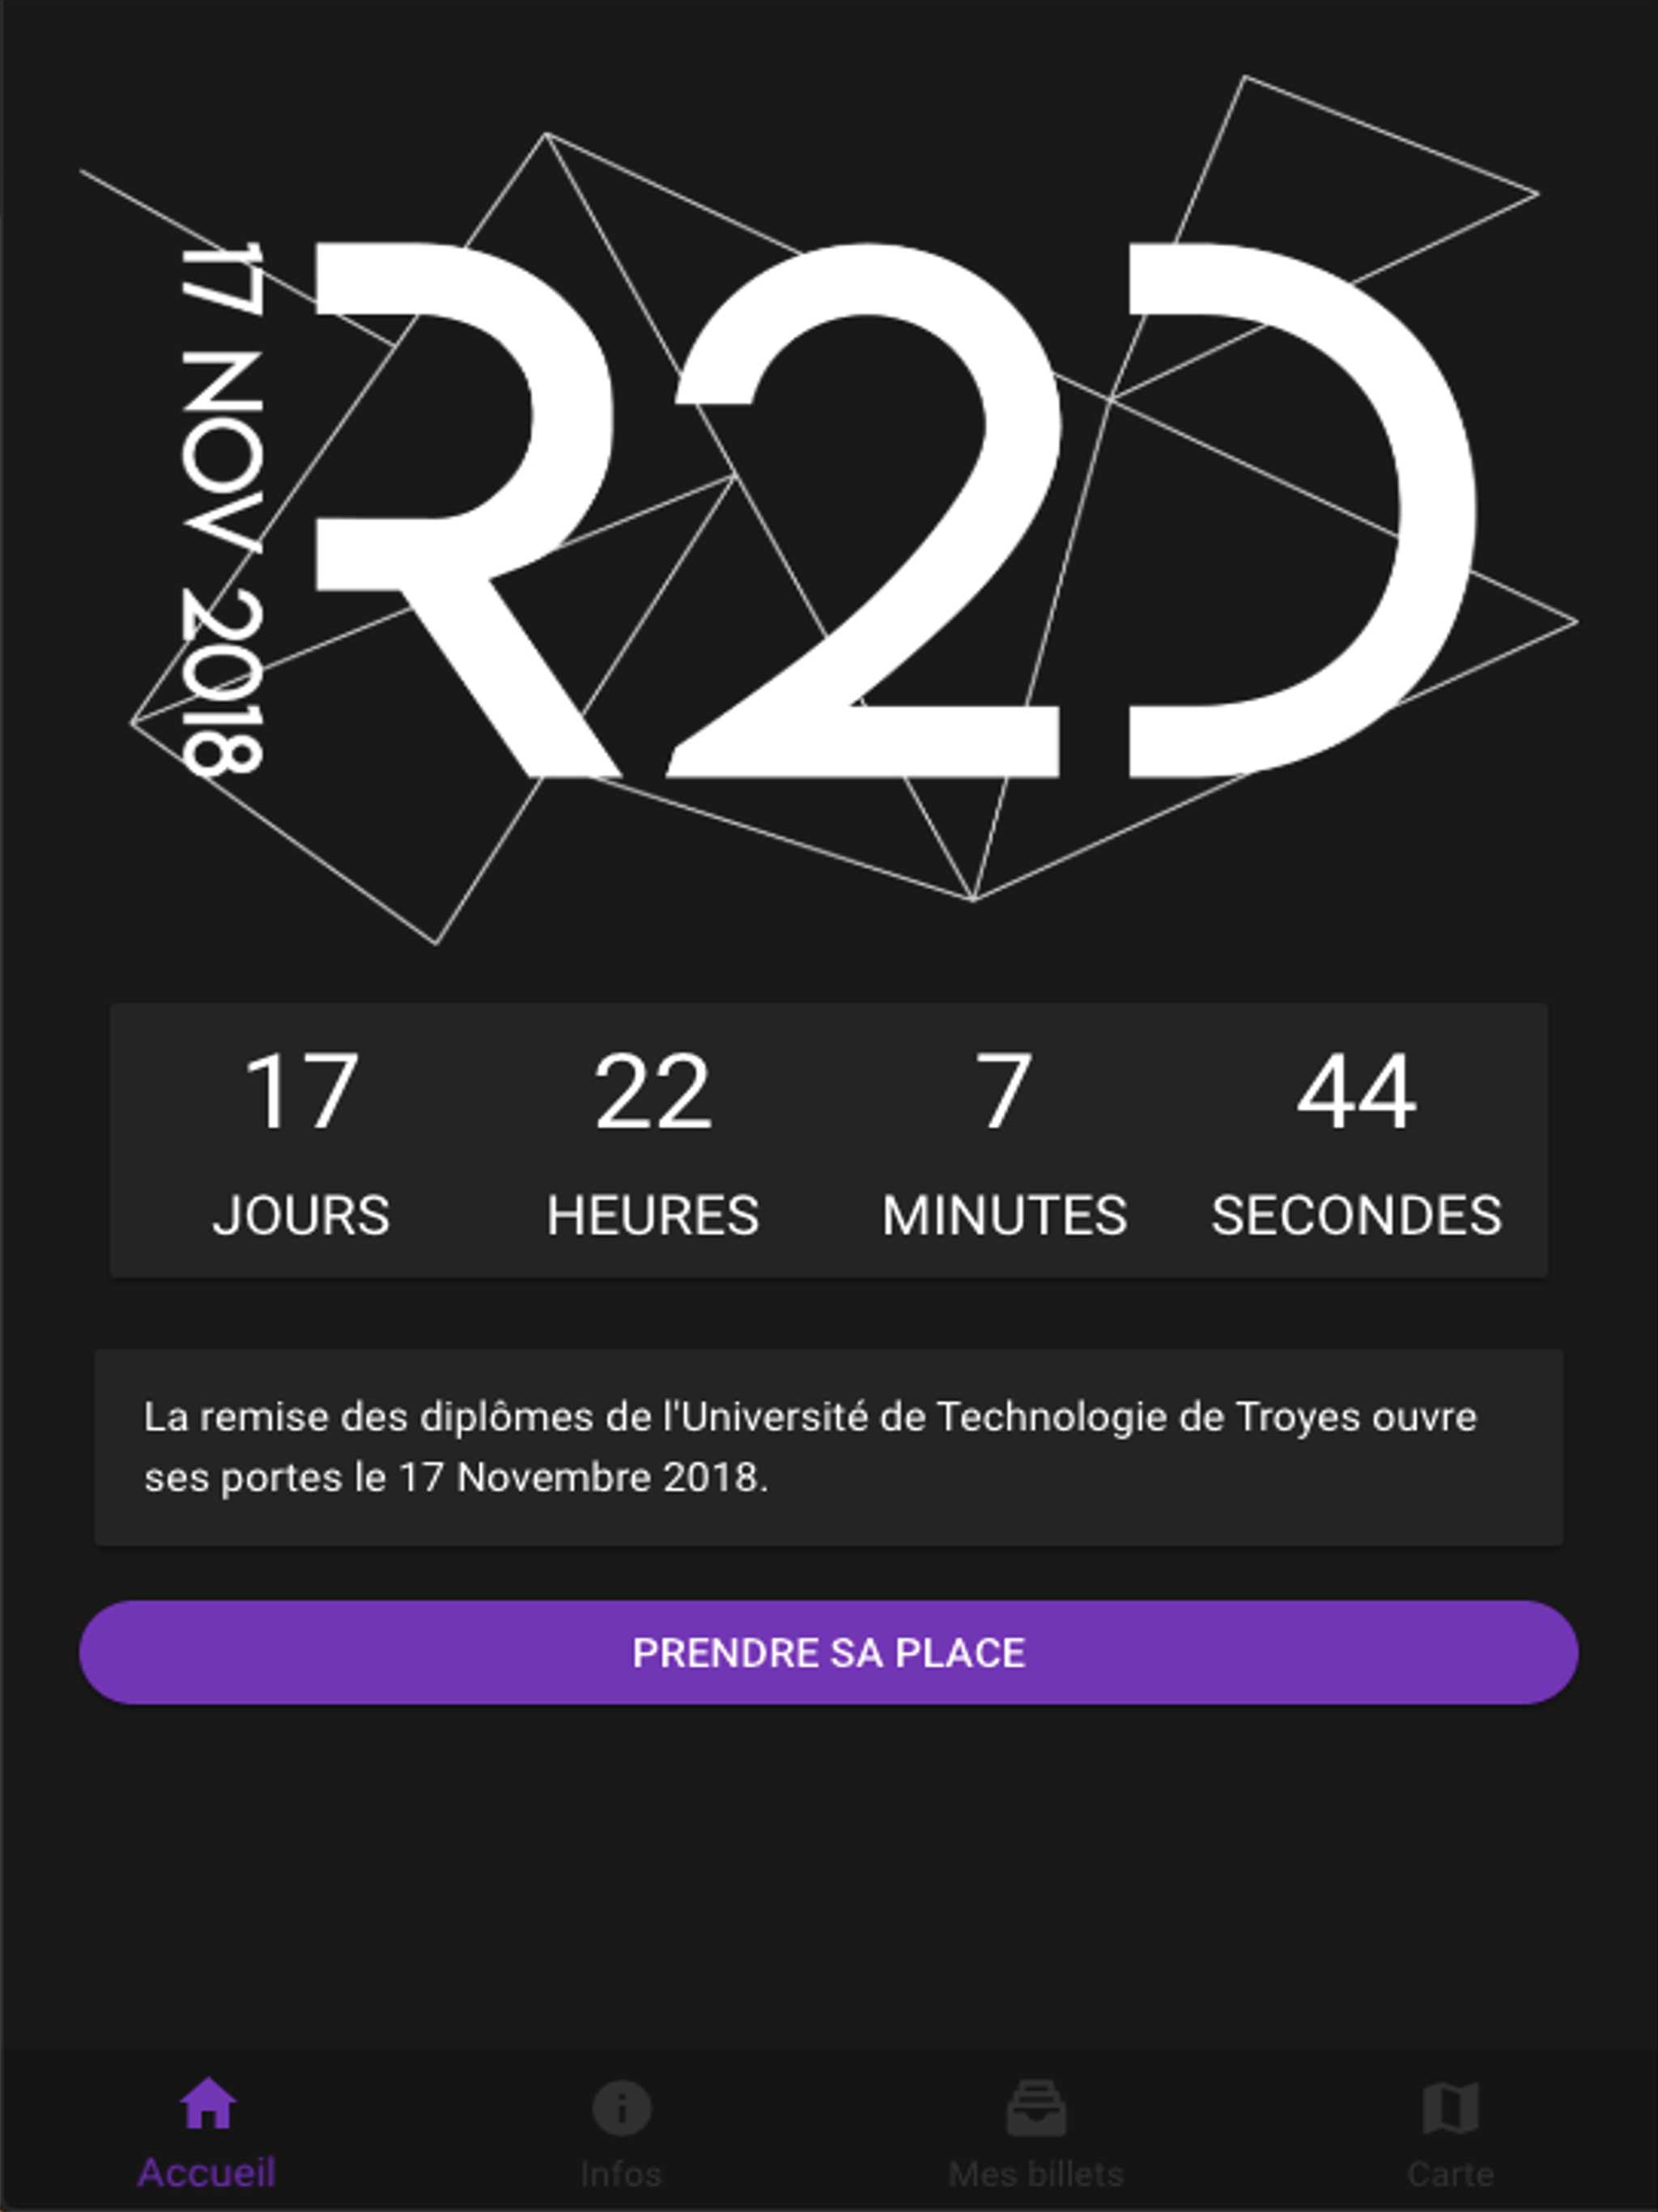 17 NOV 2018
R2D
17 22 7 44
JOURS HEURES MINUTES SECONDES
La remise des diplômes de l'Université de Technologie de Troyes ouvre
ses portes le 17 Novembre 2018.
PRENDRE SA PLACE
Accueil Infos Mes billets Carte